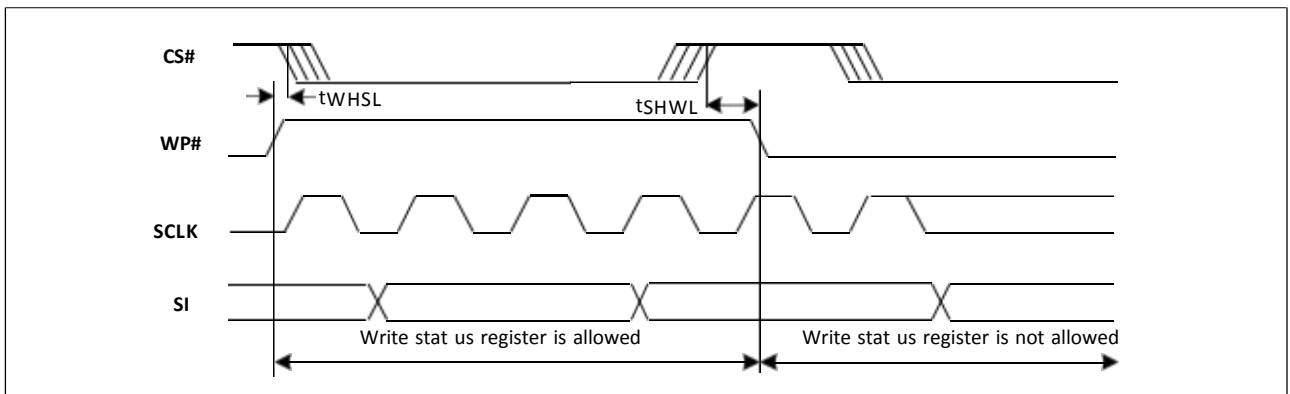 CS#
tWHSL
tSHWL
WP#
SCLK
SI
Write stat us register is allowed
Write stat us register is not allowed